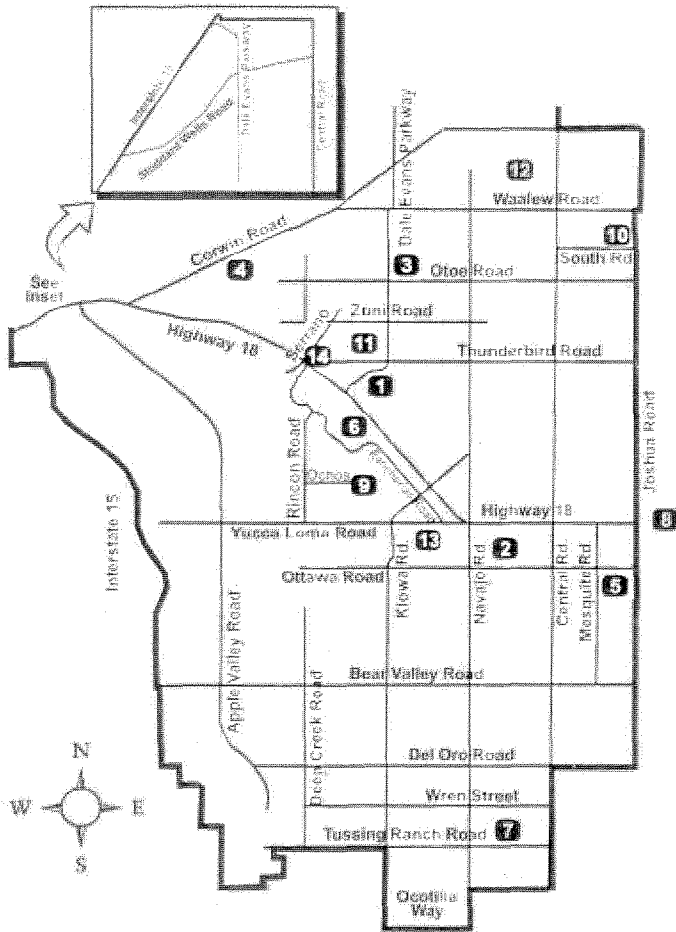 Interstate 15
Stoddard Wells Road
Dale Evans Parkway
Central Road
Dale Evans Parkway
12
Waalew Road
Corwin Road
10
South Rd
4
3
Otoe Road
See
Inset
Zuni Road
Highway 18
Serrano
11
14
Thunderbird Road
1
Joshua Road
6
Rincon Road
Ochos
9
Highway 18
8
Interstate 15
Yucca Loma Road
13
2
Ottawa Road
Kiowa Rd.
Navajo Rd.
Central Rd.
Mosquito Rd.
5
Apple Valley Road
Bear Valley Road
Deep Creek Road
N
W
E
S
Del Oro Road
Wren Street
Tussing Ranch Road
7
Ocotilla
Way